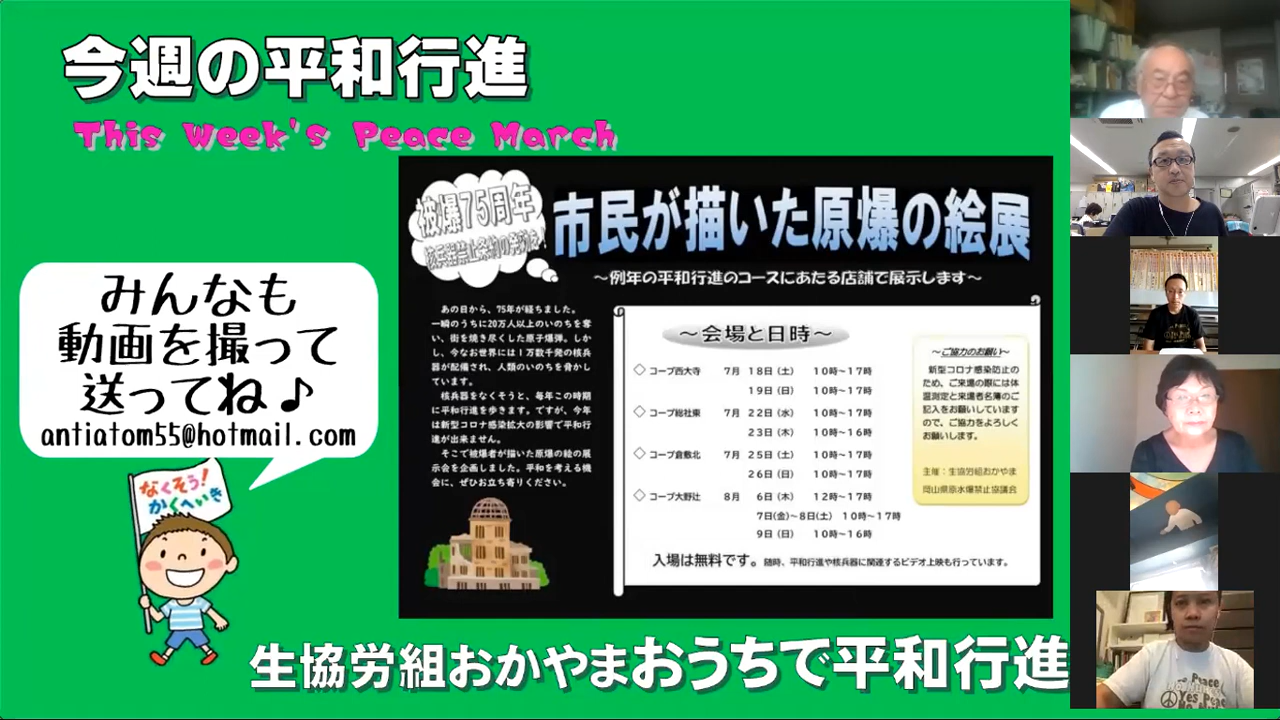 今週の平和行進
This Week's Peace March
みんなも
動画を撮って
送ってね♪
antiatom55@hotmail.com
なくそう!
かくへいき
被爆75周年
市民が描いた原爆の絵展
～例年の平和行進のコースにあたる店舗で展示します～
あの日から、75年が経ちました。
一瞬のうちに20万人以上のいのちを奪
い、街を焼き尽くした原子爆弾。しか
し、今なお世界には１万数千発の核兵
器が配備され、人類のいのちを脅かし
ています。
核兵器をなくそうと、毎年この時期
に平和行進を歩きます。ですが、今年
は新型コロナ感染拡大の影響で平和行
進が出来ません。
そこで被爆者が描いた原爆の絵の展
示会を企画しました。平和を考える機
会に、ぜひお立ち寄りください。
～会場と日時～
◇ コープ西大寺 7月 18日（土） 10時～17時
19日（日） 10時～17時
◇ コープ総社東 7月 22日（水） 10時～17時
23日（木） 10時～16時
◇ コープ倉敷北 7月 25日（土） 10時～17時
26日（日） 10時～17時
◇ コープ大野辻 8月 6日（木） 12時～17時
7日(金)～8日(土) 10時～17時
9日（日） 10時～16時
入場は無料です。随時、平和行進や核兵器に関連するビデオ上映も行っています。
～ご協力のお願い～
新型コロナ感染防止の
ため、ご来場の際には体
温測定と来場者名簿のご
記入をお願いしています
ので、ご協力をよろしく
お願いします。
主催：生協労組おかやま
岡山県原水爆禁止協議会
生協労組おかやまおうちで平和行進
Peace
Yes Peace